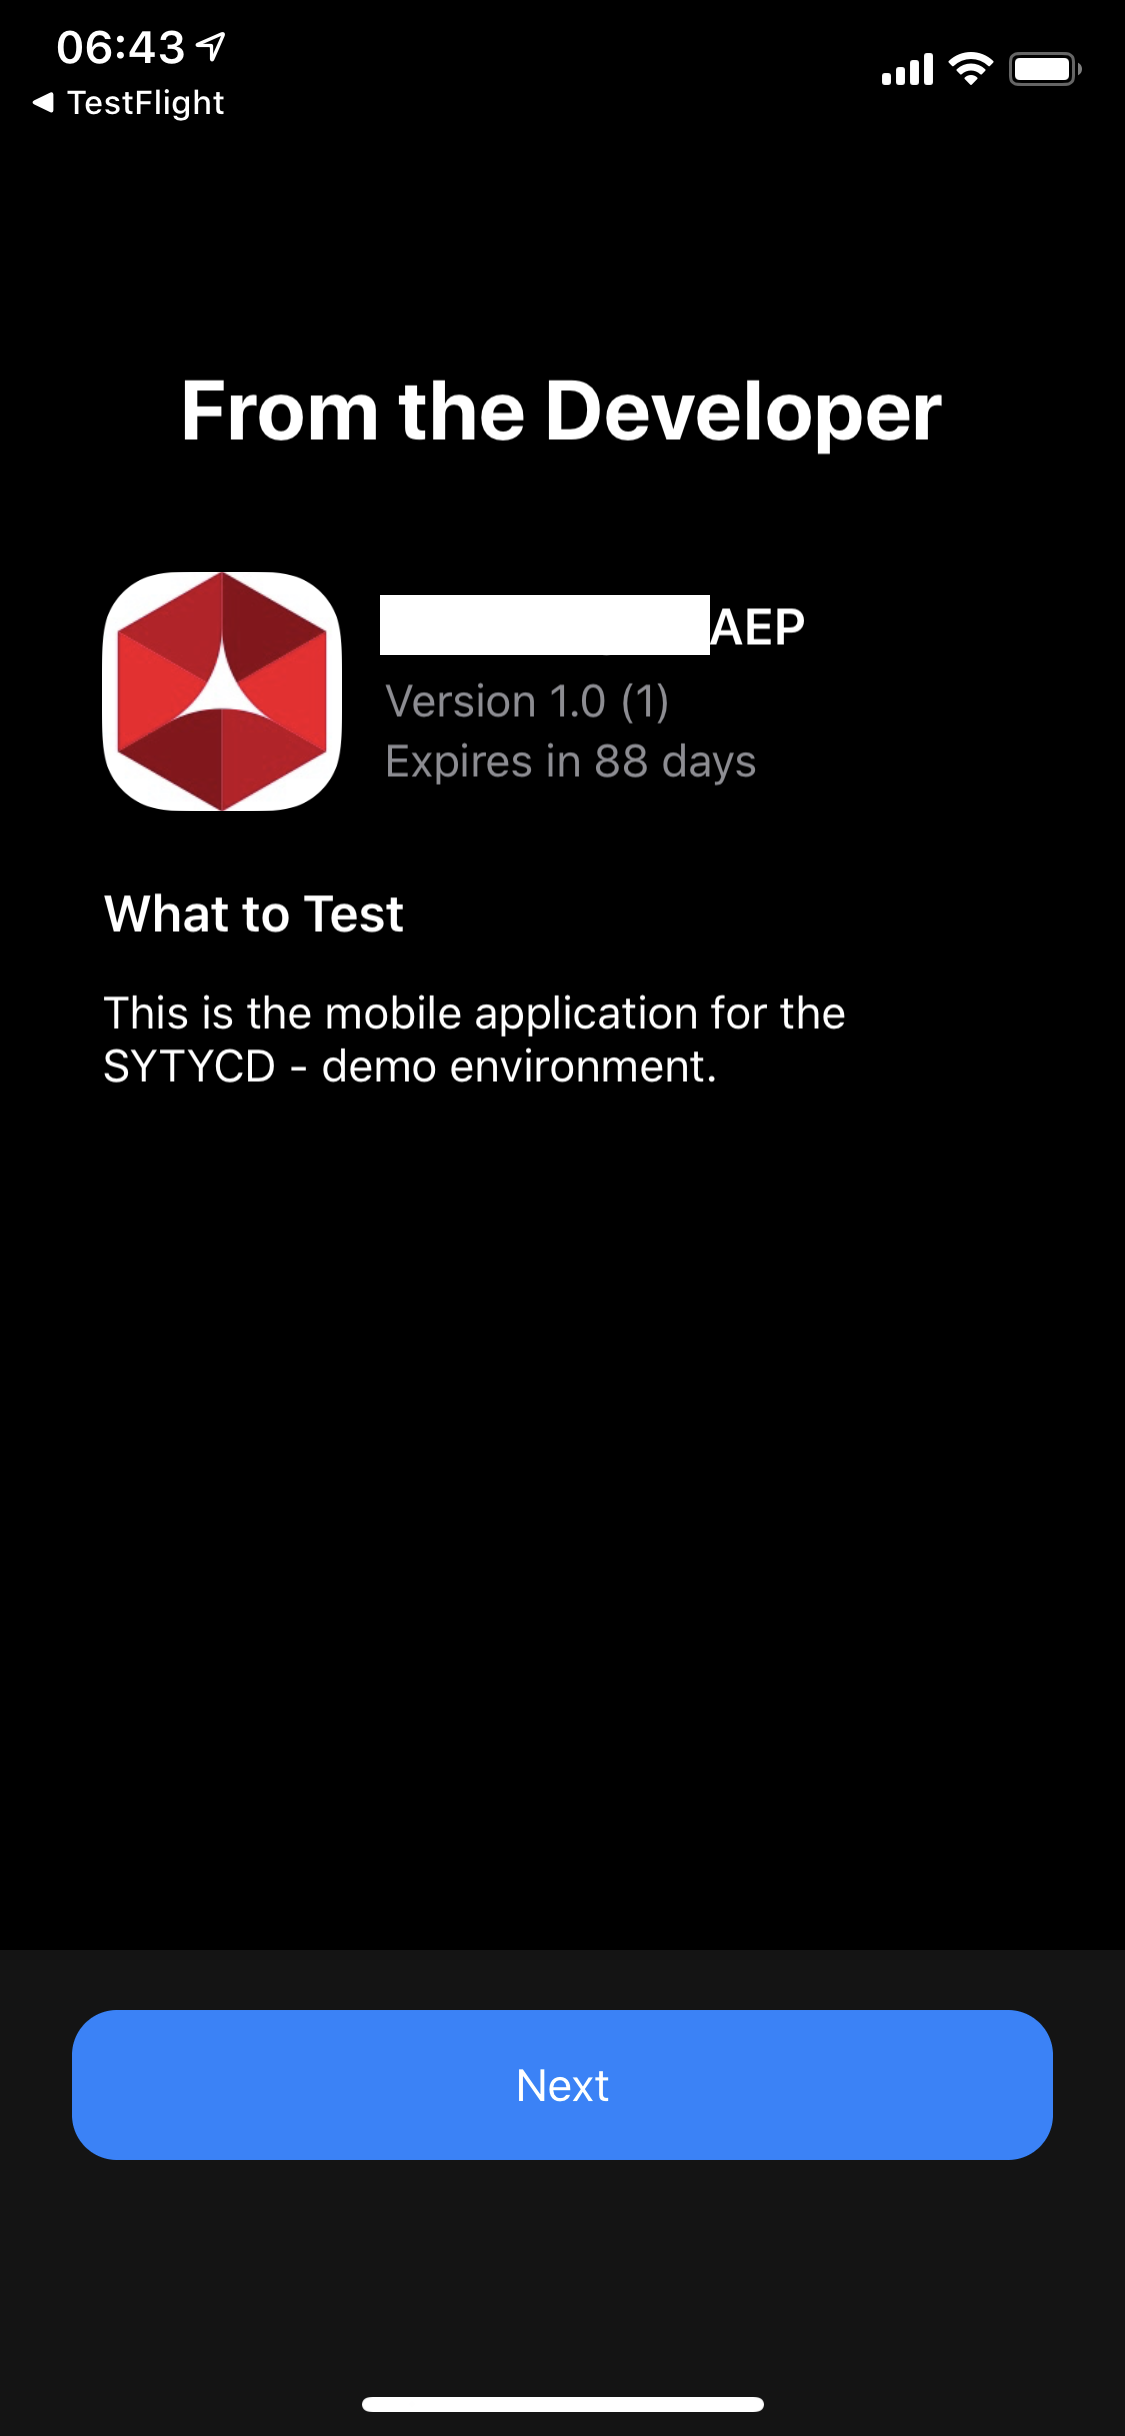 06:43
TestFlight
From the Developer
AEP
Version 1.0 (1)
Expires in 88 days
What to Test
This is the mobile application for the
SYTYCD - demo environment.
Next